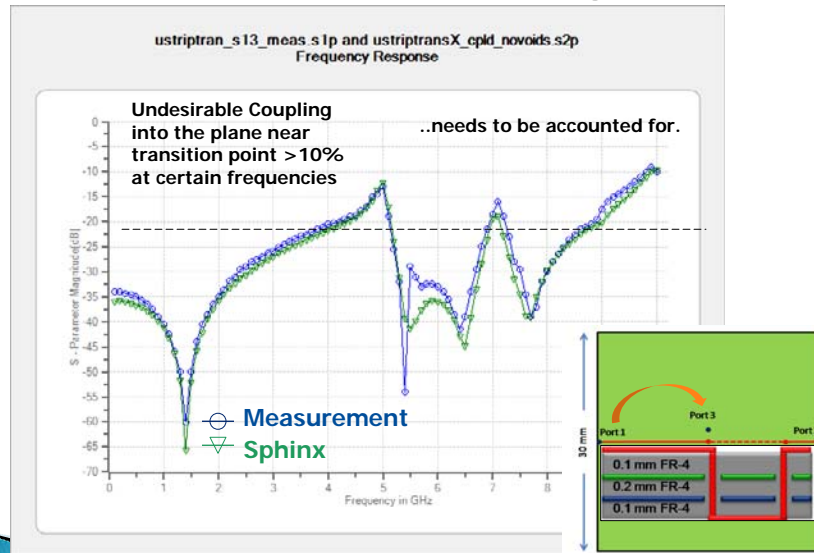 ustriptran_s13_meas.s1p and ustriptransX_cpld_novoids.s2p
Frequency Response
Undesirable Coupling
into the plane near
transition point >10%
at certain frequencies
..needs to be accounted for.
S - Parameter Magnitude[dB]
0
-5
-10
-15
-20
-25
-30
-35
-40
-45
-50
-55
-60
-65
-70
Measurement
Sphinx
0 1 2 3 4 5 6 7 8
Frequency in GHz
30 mm
Port 1
Port 3
Port
0.1 mm FR-4
0.2 mm FR-4
0.1 mm FR-4